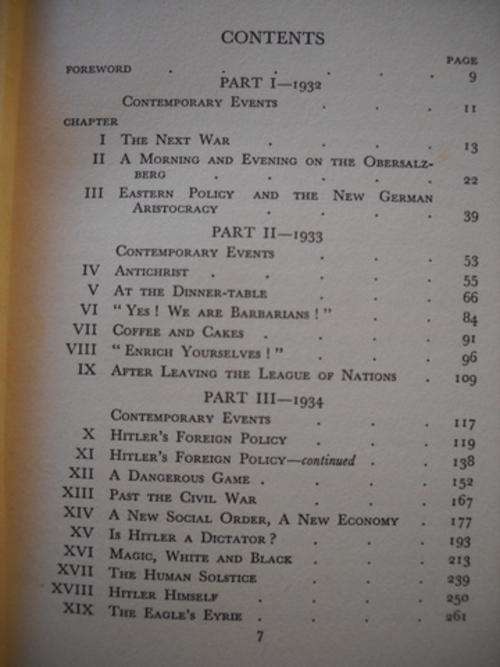 CONTENTS
PAGE
FOREWORD . . . . . . 9
PART I—1932
CONTEMPORARY EVENTS . . . 11
CHAPTER
I THE NEXT WAR . . . . 13
II A MORNING AND EVENING ON THE OBERSALZ-
BERG . . . . . 22
III EASTERN POLICY AND THE NEW GERMAN
ARISTOCRACY . . . . 39
PART II—1933
CONTEMPORARY EVENTS . . . 53
IV ANTICHRIST . . . . 55
V AT THE DINNER-TABLE . . . 66
VI “ YES ! WE ARE BARBARIANS ! ” . . 84
VII COFFEE AND CAKES . . . . 91
VIII “ ENRICH YOURSELVES ! ” . . . 96
IX AFTER LEAVING THE LEAGUE OF NATIONS . 109
PART III—1934
CONTEMPORARY EVENTS . . . 117
X HITLER'S FOREIGN POLICY . . . 119
XI HITLER'S FOREIGN POLICY—continued . . 138
XII A DANGEROUS GAME . . . . 152
XIII PAST THE CIVIL WAR . . . 167
XIV A NEW SOCIAL ORDER, A NEW ECONOMY . 177
XV IS HITLER A DICTATOR ? . . . 193
XVI MAGIC, WHITE AND BLACK . . . 213
XVII THE HUMAN SOLSTICE . . . 239
XVIII HITLER HIMSELF . . . . 250
XIX THE EAGLE'S EYRIE . . . . 261
7